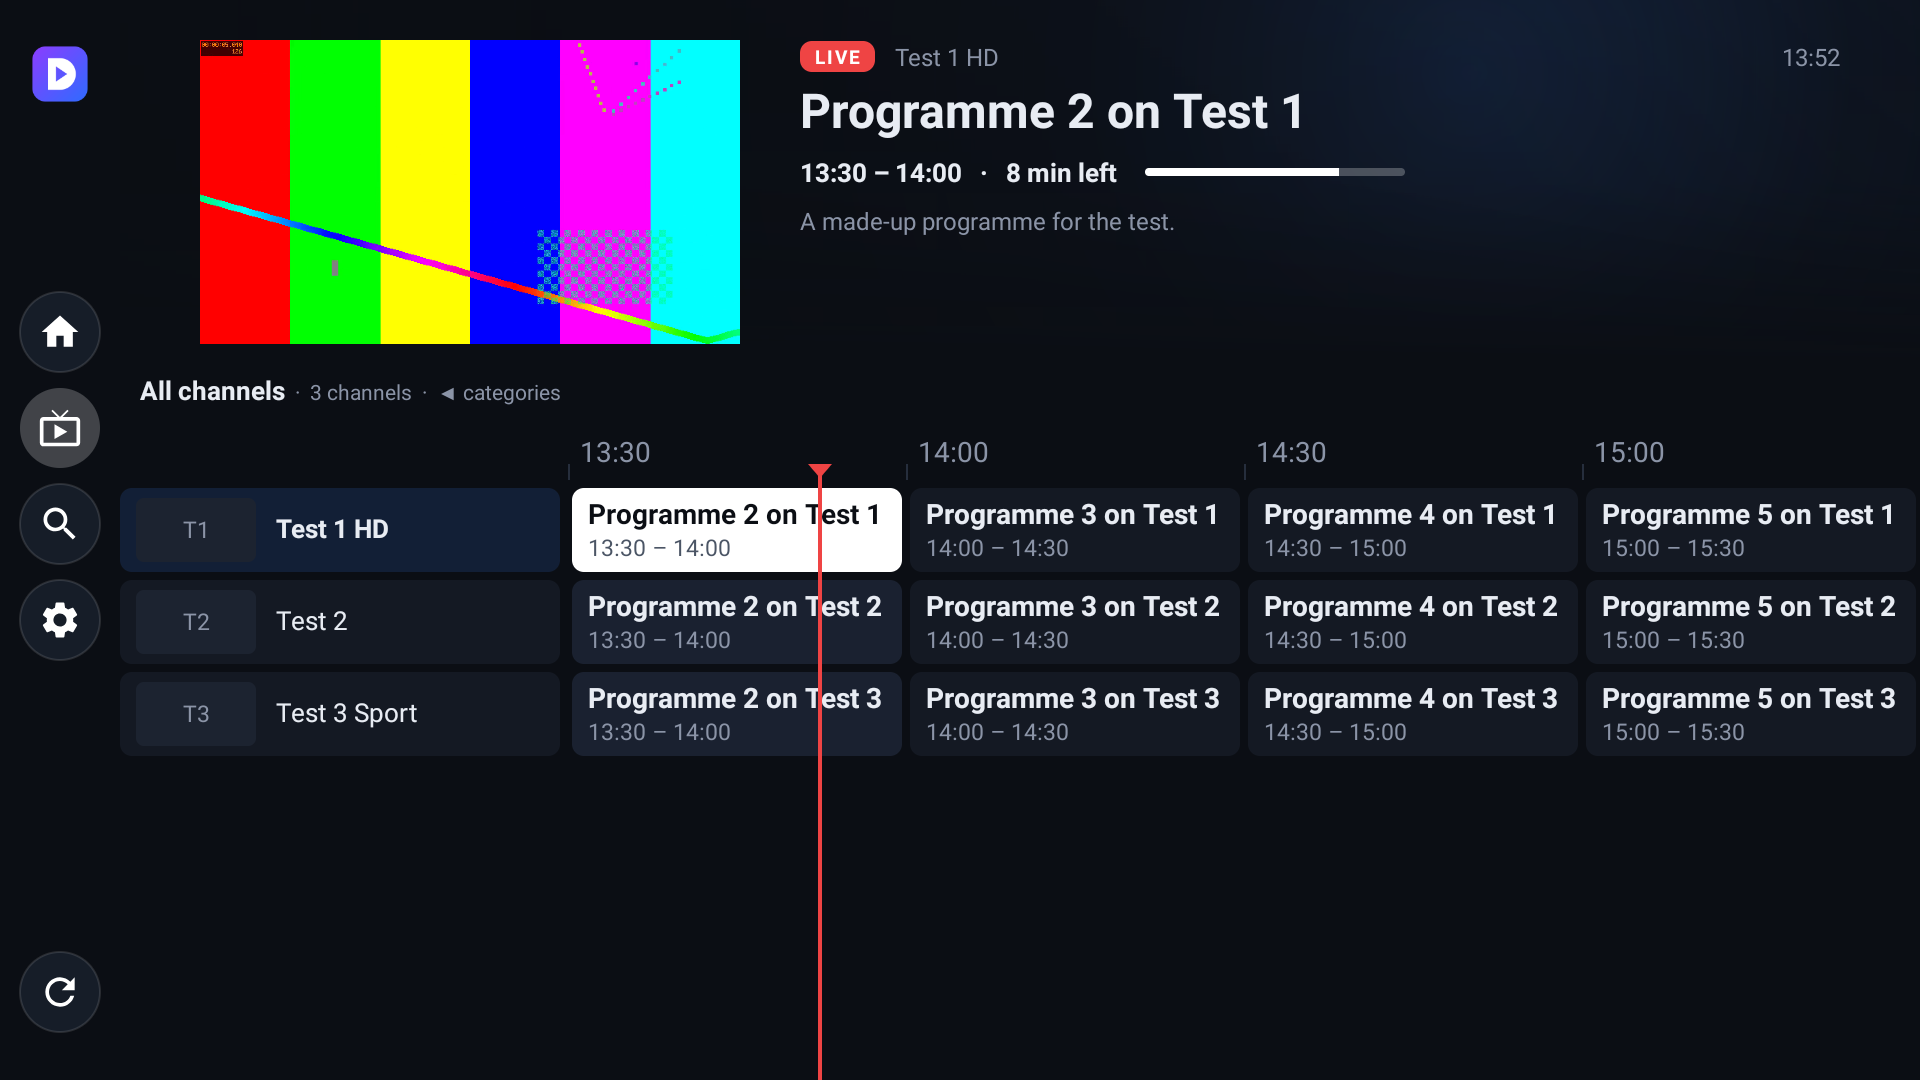 00:00:05.040
126
LIVE Test 1 HD 13:52
Programme 2 on Test 1
13:30 – 14:00 · 8 min left
A made-up programme for the test.
All channels · 3 channels · ◄ categories
13:30 14:00 14:30 15:00
T1 Test 1 HD
Programme 2 on Test 1 Programme 3 on Test 1 Programme 4 on Test 1 Programme 5 on Test 1
13:30 – 14:00 14:00 – 14:30 14:30 – 15:00 15:00 – 15:30
T2 Test 2
Programme 2 on Test 2 Programme 3 on Test 2 Programme 4 on Test 2 Programme 5 on Test 2
13:30 – 14:00 14:00 – 14:30 14:30 – 15:00 15:00 – 15:30
T3 Test 3 Sport
Programme 2 on Test 3 Programme 3 on Test 3 Programme 4 on Test 3 Programme 5 on Test 3
13:30 – 14:00 14:00 – 14:30 14:30 – 15:00 15:00 – 15:30